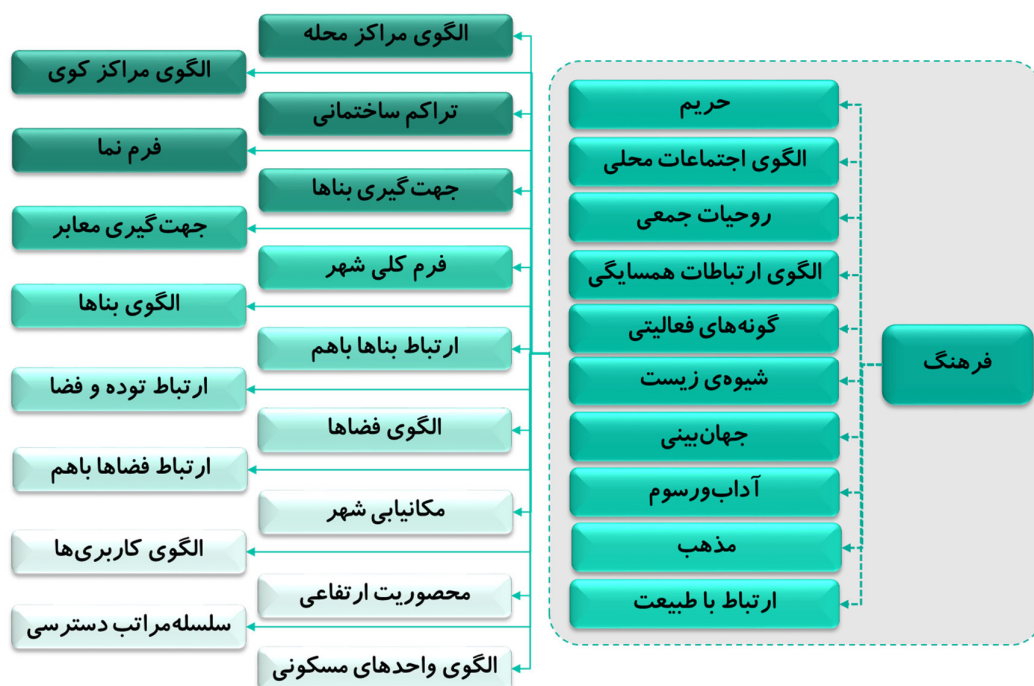 فرهنگ
حریم
الگوی اجتماعات محلی
روحیات جمعی
الگوی ارتباطات همسایگی
گونه‌های فعالیتی
شیوه‌ی زیست
جهان‌بینی
آداب‌ورسوم
مذهب
ارتباط با طبیعت
الگوی مراکز محله
الگوی مراکز کوی
تراکم ساختمانی
فرم نما
جهت‌گیری بناها
جهت‌گیری معابر
فرم کلی شهر
الگوی بناها
ارتباط بناها باهم
ارتباط توده و فضا
الگوی فضاها
ارتباط فضاها باهم
مکانیابی شهر
الگوی کاربری‌ها
محصوریت ارتفاعی
سلسله‌مراتب دسترسی
الگوی واحدهای مسکونی